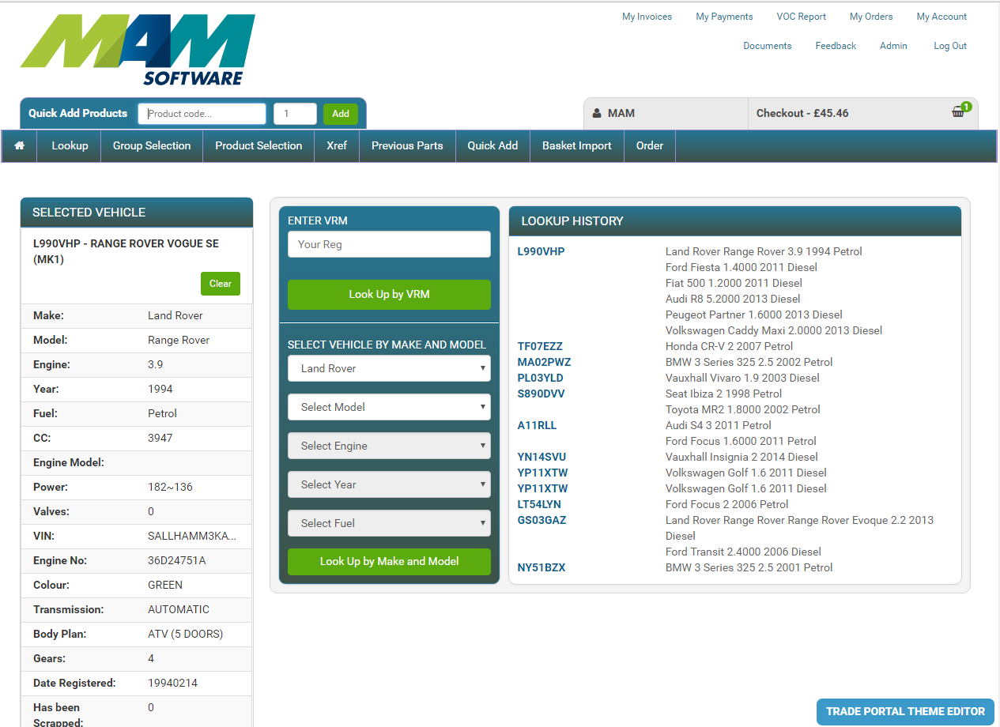 MAM
SOFTWARE
My Invoices My Payments VOC Report My Orders My Account
Documents Feedback Admin Log Out
Quick Add Products Product code... 1 Add
MAM Checkout - £45.46 1
Lookup Group Selection Product Selection Xref Previous Parts Quick Add Basket Import Order
SELECTED VEHICLE
L990VHP - RANGE ROVER VOGUE SE
(MK1)
Clear
Make: Land Rover
Model: Range Rover
Engine: 3.9
Year: 1994
Fuel: Petrol
CC: 3947
Engine Model:
Power: 182~136
Valves: 0
VIN: SALLHAMM3KA...
Engine No: 36D24751A
Colour: GREEN
Transmission: AUTOMATIC
Body Plan: ATV (5 DOORS)
Gears: 4
Date Registered: 19940214
Has been 0
Scrapped:
ENTER VRM
Your Reg
Look Up by VRM
SELECT VEHICLE BY MAKE AND MODEL
Land Rover
Select Model
Select Engine
Select Year
Select Fuel
Look Up by Make and Model
LOOKUP HISTORY
L990VHP Land Rover Range Rover 3.9 1994 Petrol
Ford Fiesta 1.4000 2011 Diesel
Fiat 500 1.2000 2011 Diesel
Audi R8 5.2000 2013 Diesel
Peugeot Partner 1.6000 2013 Diesel
Volkswagen Caddy Maxi 2.0000 2013 Diesel
TF07EZZ Honda CR-V 2 2007 Petrol
MA02PWZ BMW 3 Series 325 2.5 2002 Petrol
PL03YLD Vauxhall Vivaro 1.9 2003 Diesel
S890DVV Seat Ibiza 2 1998 Petrol
Toyota MR2 1.8000 2002 Petrol
A11RLL Audi S4 3 2011 Petrol
Ford Focus 1.6000 2011 Petrol
YN14SVU Vauxhall Insignia 2 2014 Diesel
YP11XTW Volkswagen Golf 1.6 2011 Diesel
YP11XTW Volkswagen Golf 1.6 2011 Diesel
LT54LYN Ford Focus 2 2006 Petrol
GS03GAZ Land Rover Range Rover Range Rover Evoque 2.2 2013
Diesel
Ford Transit 2.4000 2006 Diesel
NY51BZX BMW 3 Series 325 2.5 2001 Petrol
TRADE PORTAL THEME EDITOR